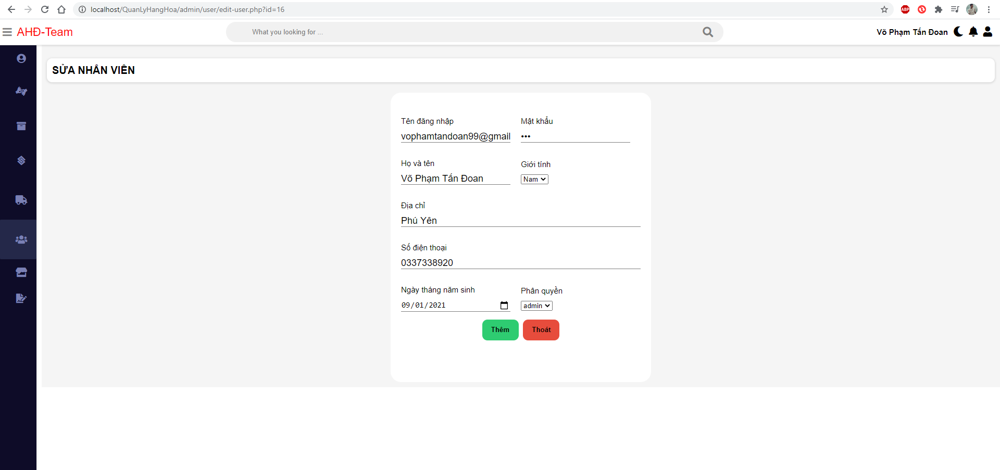 localhost/QuanLyHangHoa/admin/user/edit-user.php?id=16
ABP
AHĐ-Team
What you looking for ...
Võ Phạm Tấn Đoan
SỬA NHÂN VIÊN
Tên đăng nhập
Mật khẩu
vophamtandoan99@gmail
•••
Họ và tên
Giới tính
Võ Phạm Tấn Đoan
Nam
Địa chỉ
Phú Yên
Số điện thoại
0337338920
Ngày tháng năm sinh
Phân quyền
09/01/2021
admin
Thêm
Thoát